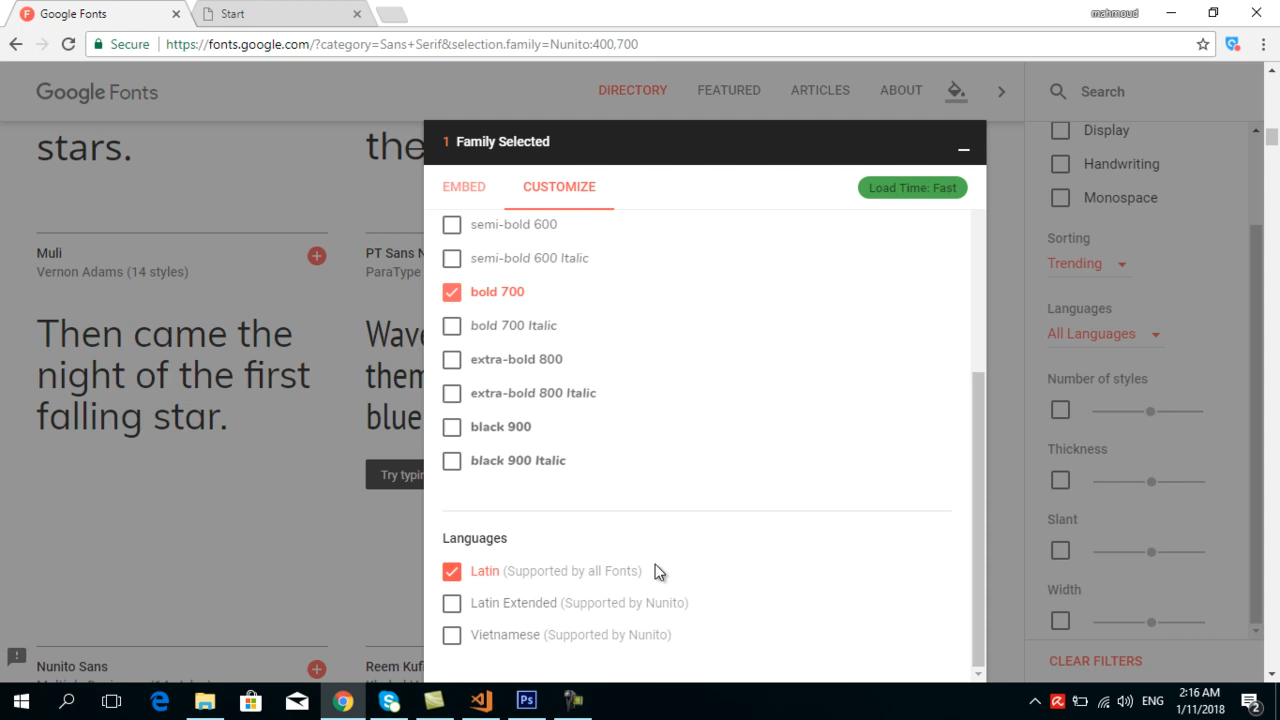 Google Fonts
Start
mahmoud
Secure
https://fonts.google.com/?category=Sans+Serif&selection.family=Nunito:400,700
Google Fonts
DIRECTORY
FEATURED
ARTICLES
ABOUT
Search
stars.
the
1 Family Selected
EMBED
CUSTOMIZE
Load Time: Fast
semi-bold 600
semi-bold 600 Italic
bold 700
bold 700 Italic
extra-bold 800
extra-bold 800 Italic
black 900
black 900 Italic
Languages
Latin (Supported by all Fonts)
Latin Extended (Supported by Nunito)
Vietnamese (Supported by Nunito)
Muli
Vernon Adams (14 styles)
PT Sans N
ParaType
Then came the
night of the first
falling star.
Wave
them
blue
Try typin
Nunito Sans
Reem Kuf
Display
Handwriting
Monospace
Sorting
Trending
Languages
All Languages
Number of styles
Thickness
Slant
Width
CLEAR FILTERS
ENG
2:16 AM
1/11/2018
2